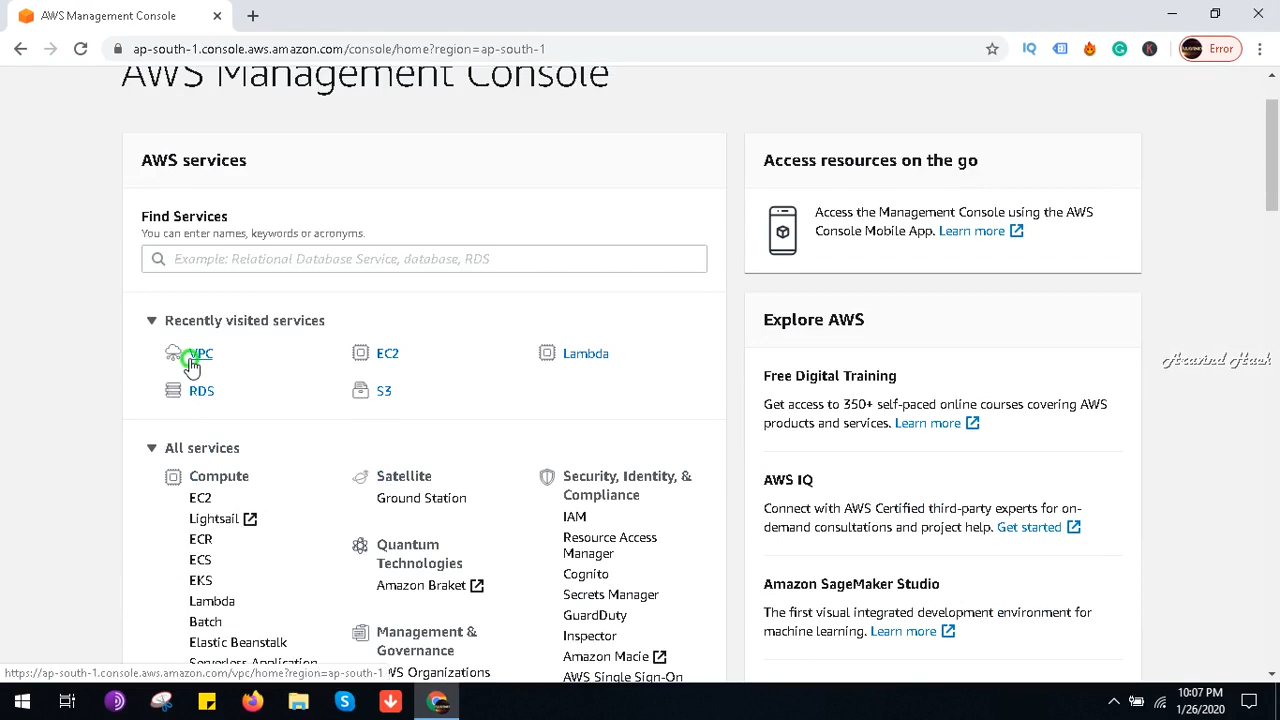 AWS Management Console
ap-south-1.console.aws.amazon.com/console/home?region=ap-south-1
Error
AWS Management Console
AWS services
Find Services
You can enter names, keywords or acronyms.
Example: Relational Database Service, database, RDS
Recently visited services
VPC
EC2
Lambda
RDS
S3
All services
Compute
EC2
Lightsail
ECR
ECS
EKS
Lambda
Batch
Elastic Beanstalk
Serverless Application
Satellite
Ground Station
Quantum
Technologies
Amazon Braket
Management &
Governance
AWS Organizations
Security, Identity, &
Compliance
IAM
Resource Access
Manager
Cognito
Secrets Manager
GuardDuty
Inspector
Amazon Macie
AWS Single Sign-On
Access resources on the go
Access the Management Console using the AWS
Console Mobile App. Learn more
Explore AWS
Free Digital Training
Get access to 350+ self-paced online courses covering AWS
products and services. Learn more
AWS IQ
Connect with AWS Certified third-party experts for on-
demand consultations and project help. Get started
Amazon SageMaker Studio
The first visual integrated development environment for
machine learning. Learn more
Aravind Hack
https://ap-south-1.console.aws.amazon.com/vpc/home?region=ap-south-1
10:07 PM
1/26/2020